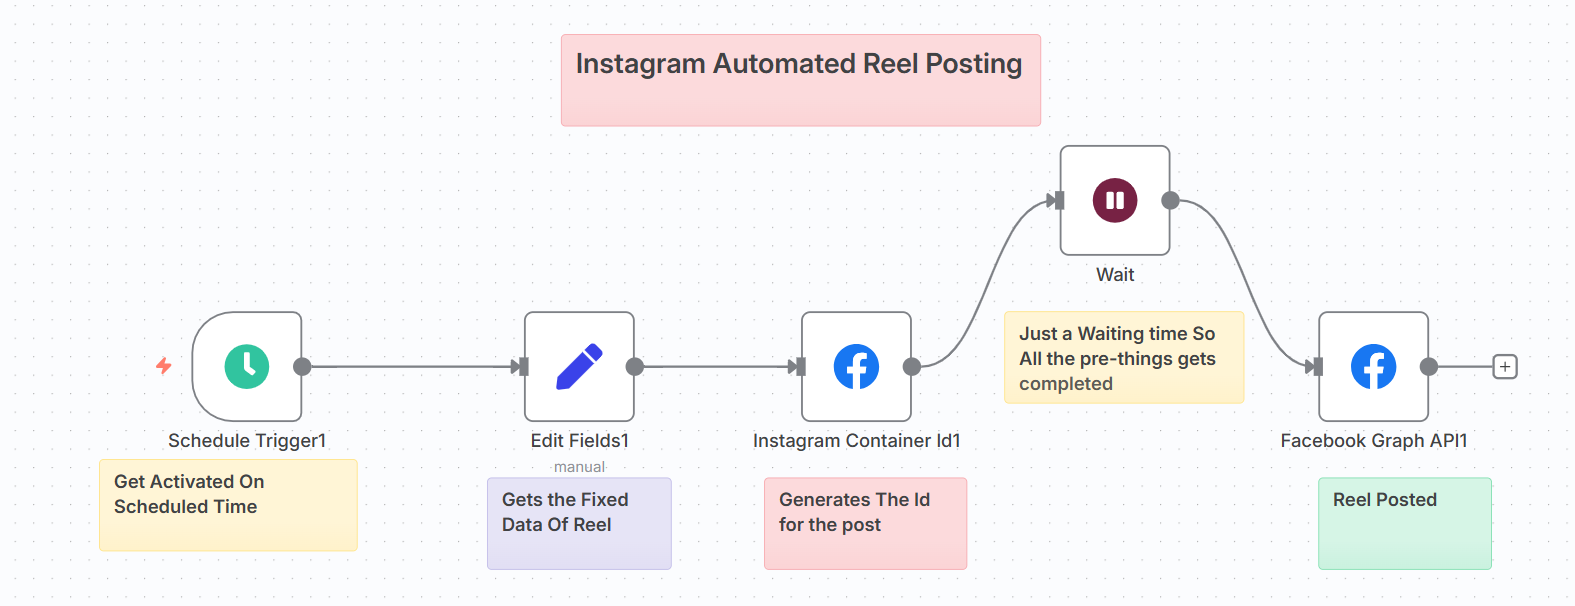 Instagram Automated Reel Posting
Wait
Just a Waiting time So
All the pre-things gets
completed
Schedule Trigger1
Get Activated On
Scheduled Time
Edit Fields1
manual
Gets the Fixed
Data Of Reel
Instagram Container Id1
Generates The Id
for the post
Facebook Graph API1
Reel Posted